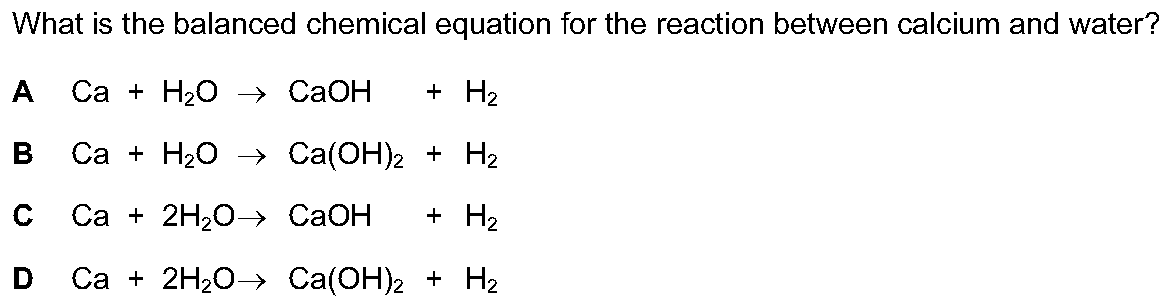 What is the balanced chemical equation for the reaction between calcium and water?
A Ca + H₂O → CaOH + H₂
B Ca + H₂O → Ca(OH)₂ + H₂
C Ca + 2H₂O→ CaOH + H₂
D Ca + 2H₂O→ Ca(OH)₂ + H₂